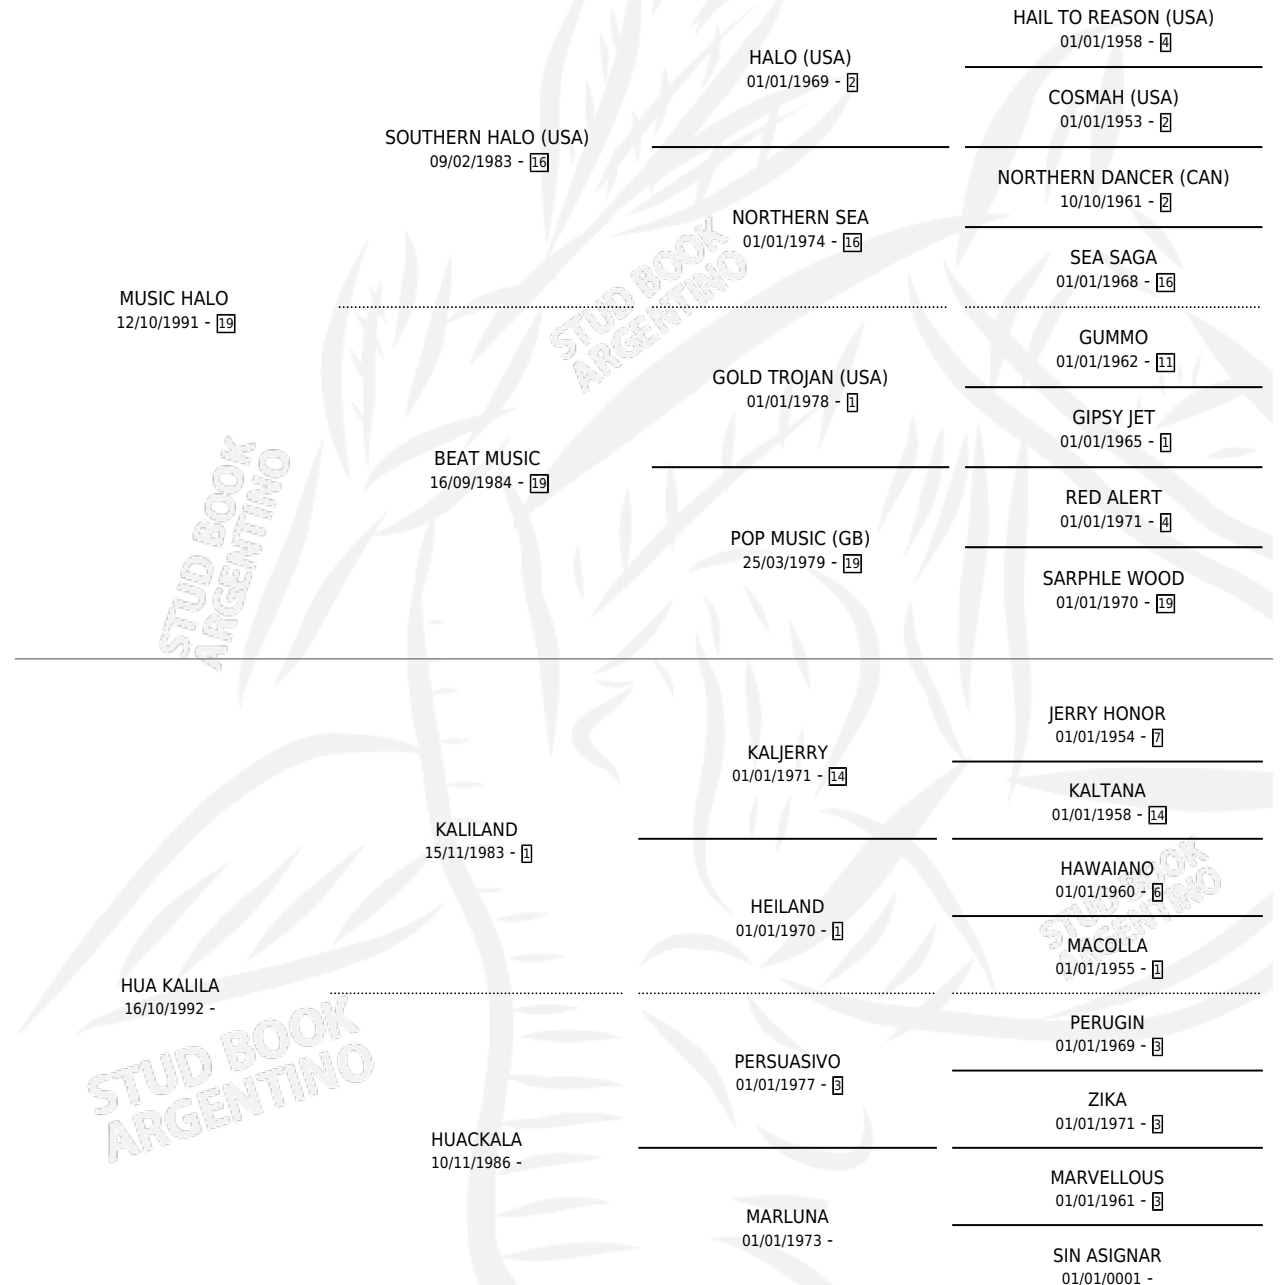 HAIL TO REASON (USA)
01/01/1958 - 4
HALO (USA)
01/01/1969 - 2
COSMAH (USA)
01/01/1953 - 2
SOUTHERN HALO (USA)
09/02/1983 - 16
NORTHERN DANCER (CAN)
10/10/1961 - 2
NORTHERN SEA
01/01/1974 - 16
SEA SAGA
01/01/1968 - 16
MUSIC HALO
12/10/1991 - 19
GUMMO
01/01/1962 - 11
GOLD TROJAN (USA)
01/01/1978 - 1
GIPSY JET
01/01/1965 - 1
BEAT MUSIC
16/09/1984 - 19
RED ALERT
01/01/1971 - 4
POP MUSIC (GB)
25/03/1979 - 19
SARPHLE WOOD
01/01/1970 - 19
JERRY HONOR
01/01/1954 - 7
KALJERRY
01/01/1971 - 14
KALTANA
01/01/1958 - 14
KALILAND
15/11/1983 - 1
HAWAIANO
01/01/1960 - 6
HEILAND
01/01/1970 - 1
MACOLLA
01/01/1955 - 1
HUA KALILA
16/10/1992 -
PERUGIN
01/01/1969 - 3
PERSUASIVO
01/01/1977 - 3
ZIKA
01/01/1971 - 3
HUACKALA
10/11/1986 -
MARVELLOUS
01/01/1961 - 3
MARLUNA
01/01/1973 -
SIN ASIGNAR
01/01/0001 -
STUD BOOK
ARGENTINO
STUD BOOK
ARGENTINO
STUD BOOK
ARGENTINO
STUD BOOK
ARGENTINO